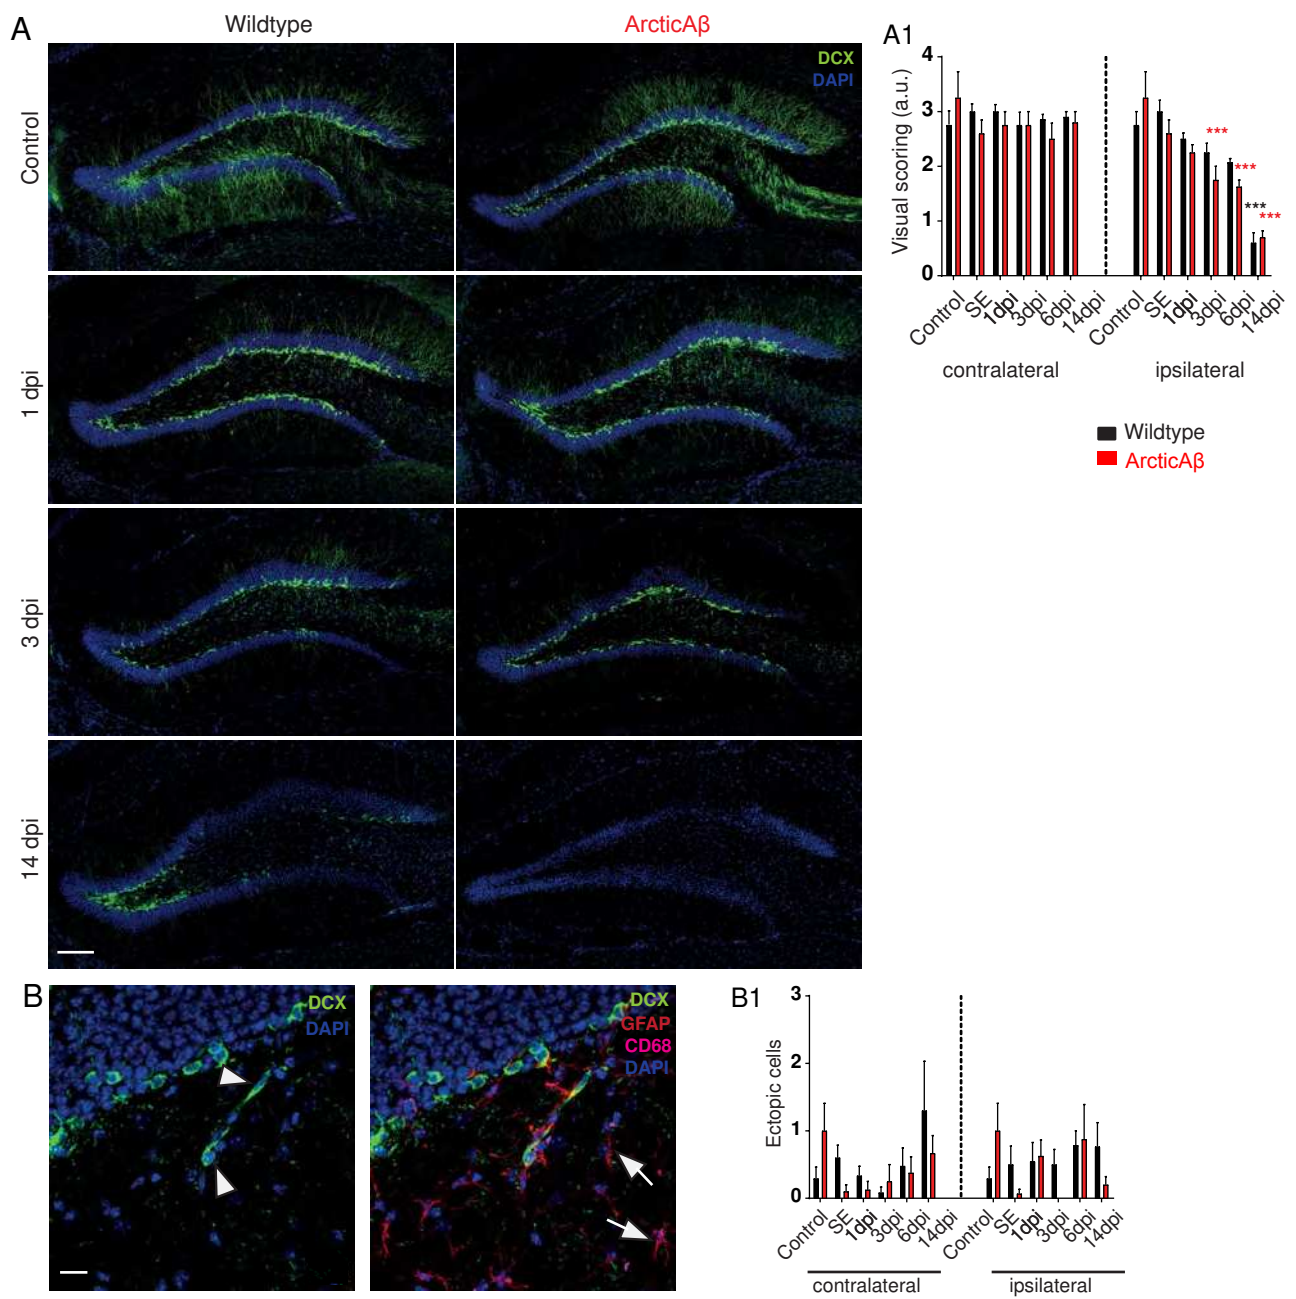 A
Wildtype
ArcticAβ
Control
DCX
DAPI
1 dpi
3 dpi
14 dpi
A1
Visual scoring (a.u.)
4
3
2
1
0
***
***
***
***
Control
SE
1dpi
3dpi
6dpi
14dpi
Control
SE
1dpi
3dpi
6dpi
14dpi
contralateral
ipsilateral
Wildtype
ArcticAβ
B
DCX
DAPI
DCX
GFAP
CD68
DAPI
B1
Ectopic cells
3
2
1
0
Control
SE
1dpi
3dpi
6dpi
14dpi
Control
SE
1dpi
3dpi
6dpi
14dpi
contralateral
ipsilateral